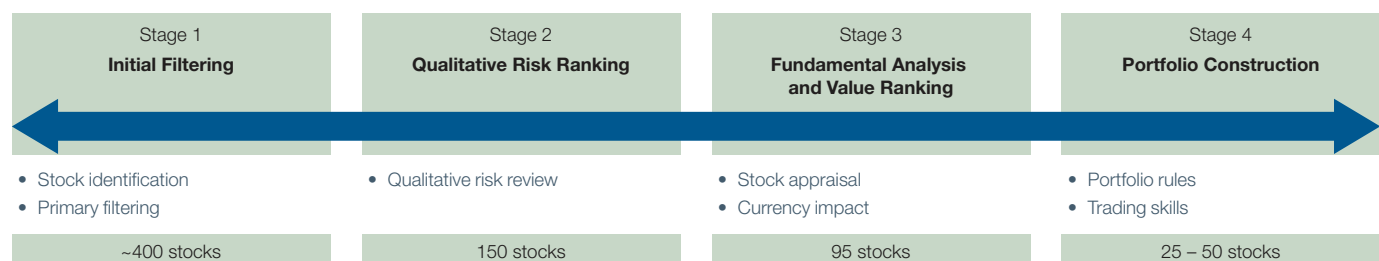 Stage 1
Initial Filtering
• Stock identification
• Primary filtering
~400 stocks
Stage 2
Qualitative Risk Ranking
• Qualitative risk review
150 stocks
Stage 3
Fundamental Analysis
and Value Ranking
• Stock appraisal
• Currency impact
95 stocks
Stage 4
Portfolio Construction
• Portfolio rules
• Trading skills
25 – 50 stocks